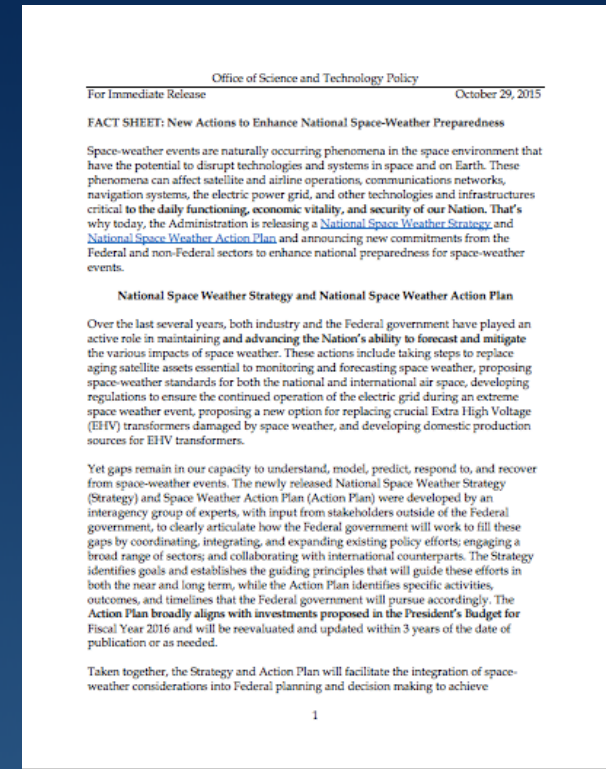 Office of Science and Technology Policy
For Immediate Release October 29, 2015
FACT SHEET: New Actions to Enhance National Space-Weather Preparedness
Space-weather events are naturally occurring phenomena in the space environment that
have the potential to disrupt technologies and systems in space and on Earth. These
phenomena can affect satellite and airline operations, communications networks,
navigation systems, the electric power grid, and other technologies and infrastructures
critical to the daily functioning, economic vitality, and security of our Nation. That's
why today, the Administration is releasing a National Space Weather Strategy and
National Space Weather Action Plan and announcing new commitments from the
Federal and non-Federal sectors to enhance national preparedness for space-weather
events.
National Space Weather Strategy and National Space Weather Action Plan
Over the last several years, both industry and the Federal government have played an
active role in maintaining and advancing the Nation's ability to forecast and mitigate
the various impacts of space weather. These actions include taking steps to replace
aging satellite assets essential to monitoring and forecasting space weather, proposing
space-weather standards for both the national and international air space, developing
regulations to ensure the continued operation of the electric grid during an extreme
space weather event, proposing a new option for replacing crucial Extra High Voltage
(EHV) transformers damaged by space weather, and developing domestic production
sources for EHV transformers.
Yet gaps remain in our capacity to understand, model, predict, respond to, and recover
from space-weather events. The newly released National Space Weather Strategy
(Strategy) and Space Weather Action Plan (Action Plan) were developed by an
interagency group of experts, with input from stakeholders outside of the Federal
government, to clearly articulate how the Federal government will work to fill these
gaps by coordinating, integrating, and expanding existing policy efforts; engaging a
broad range of sectors; and collaborating with international counterparts. The Strategy
identifies goals and establishes the guiding principles that will guide these efforts in
both the near and long term, while the Action Plan identifies specific activities,
outcomes, and timelines that the Federal government will pursue accordingly. The
Action Plan broadly aligns with investments proposed in the President's Budget for
Fiscal Year 2016 and will be reevaluated and updated within 3 years of the date of
publication or as needed.
Taken together, the Strategy and Action Plan will facilitate the integration of space-
weather considerations into Federal planning and decision making to achieve
1